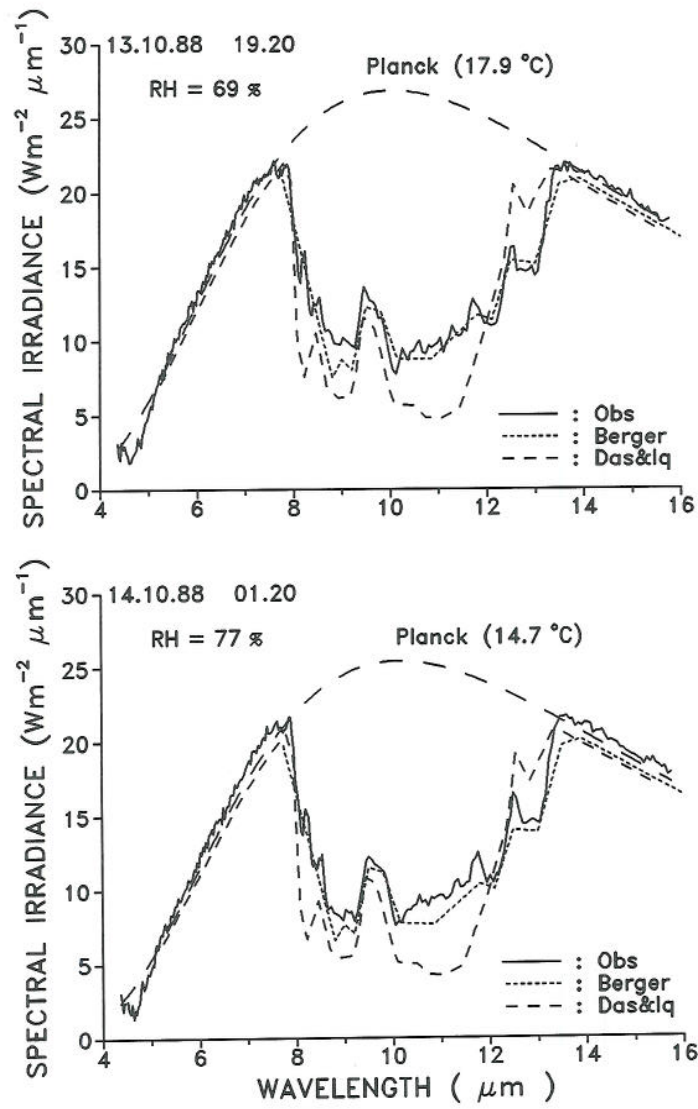 SPECTRAL IRRADIANCE (Wm⁻² μm⁻¹)
30
25
20
15
10
5
0
13.10.88 19.20
RH = 69 %
Planck (17.9 °C)
: Obs
: Berger
: Das&Iq
4 6 8 10 12 14 16
SPECTRAL IRRADIANCE (Wm⁻² μm⁻¹)
30
25
20
15
10
5
0
14.10.88 01.20
RH = 77 %
Planck (14.7 °C)
: Obs
: Berger
: Das&Iq
4 6 8 10 12 14 16
WAVELENGTH ( μm )